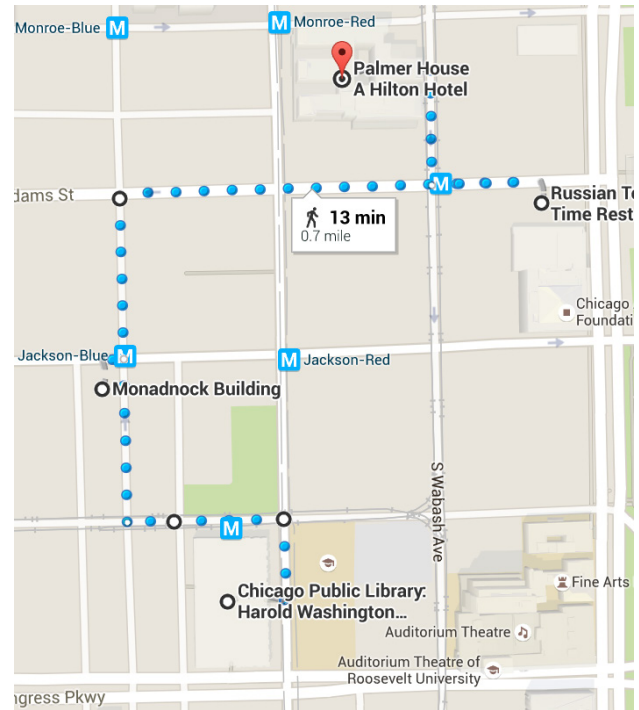 Monroe-Blue
M
M
Monroe-Red
Palmer House
A Hilton Hotel
dams St
M
Russian Te
Time Rest
13 min
0.7 mile
Chicago
Foundati
Jackson-Blue
M
M
Jackson-Red
Monadnock Building
S Wabash Ave
M
Chicago Public Library:
Harold Washington...
Fine Arts
Auditorium Theatre
Auditorium Theatre of
Roosevelt University
ngress Pkwy